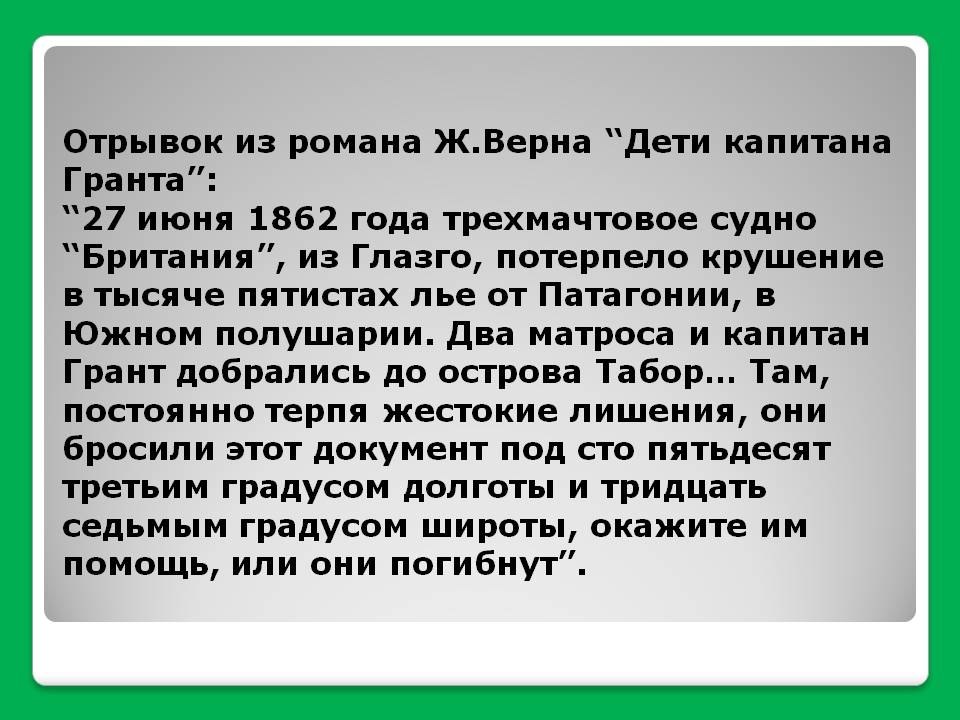 Отрывок из романа Ж.Верна “Дети капитана
Гранта”:
“27 июня 1862 года трехмачтовое судно
“Британия”, из Глазго, потерпело крушение
в тысяче пятистах лье от Патагонии, в
Южном полушарии. Два матроса и капитан
Грант добрались до острова Табор… Там,
постоянно терпя жестокие лишения, они
бросили этот документ под сто пятьдесят
третьим градусом долготы и тридцать
седьмым градусом широты, окажите им
помощь, или они погибнут”.